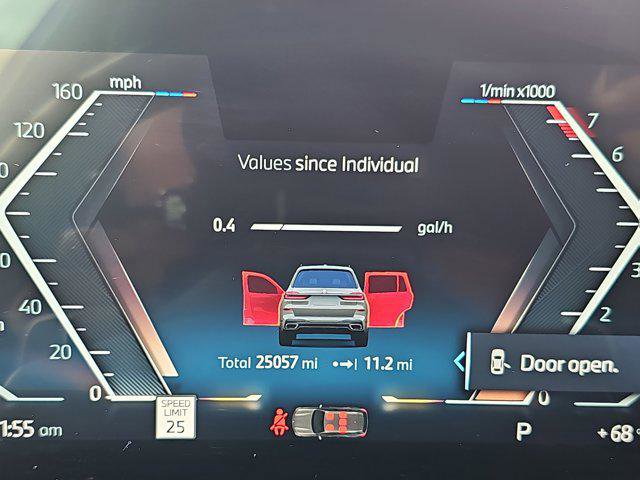 160 mph
1/min x1000
120
7
6
Values since Individual
0.4 gal/h
40
3
2
20
Total 25057 mi 11.2 mi
Door open.
0
0
SPEED LIMIT
25
1:55 am
P
+68°